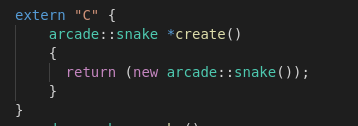 extern "C" {
    arcade::snake *create()
    {
      return (new arcade::snake());
    }
}